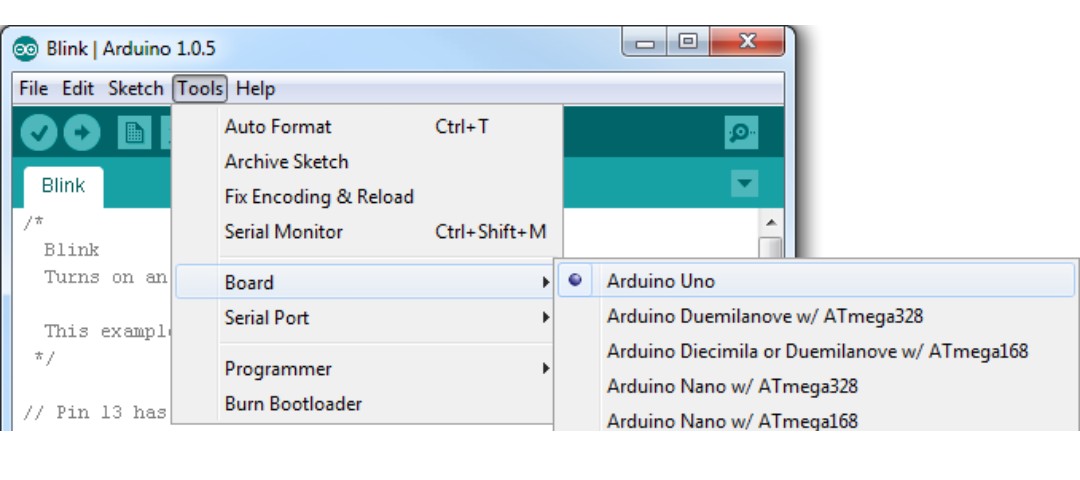 Blink | Arduino 1.0.5
File Edit Sketch Tools Help
Auto Format Ctrl+T
Archive Sketch
Fix Encoding & Reload
Serial Monitor Ctrl+Shift+M
Board
Serial Port
Programmer
Burn Bootloader
Arduino Uno
Arduino Duemilanove w/ ATmega328
Arduino Diecimila or Duemilanove w/ ATmega168
Arduino Nano w/ ATmega328
Arduino Nano w/ ATmega168
Blink
/*
Blink
Turns on an
This exampl
*/
// Pin 13 has